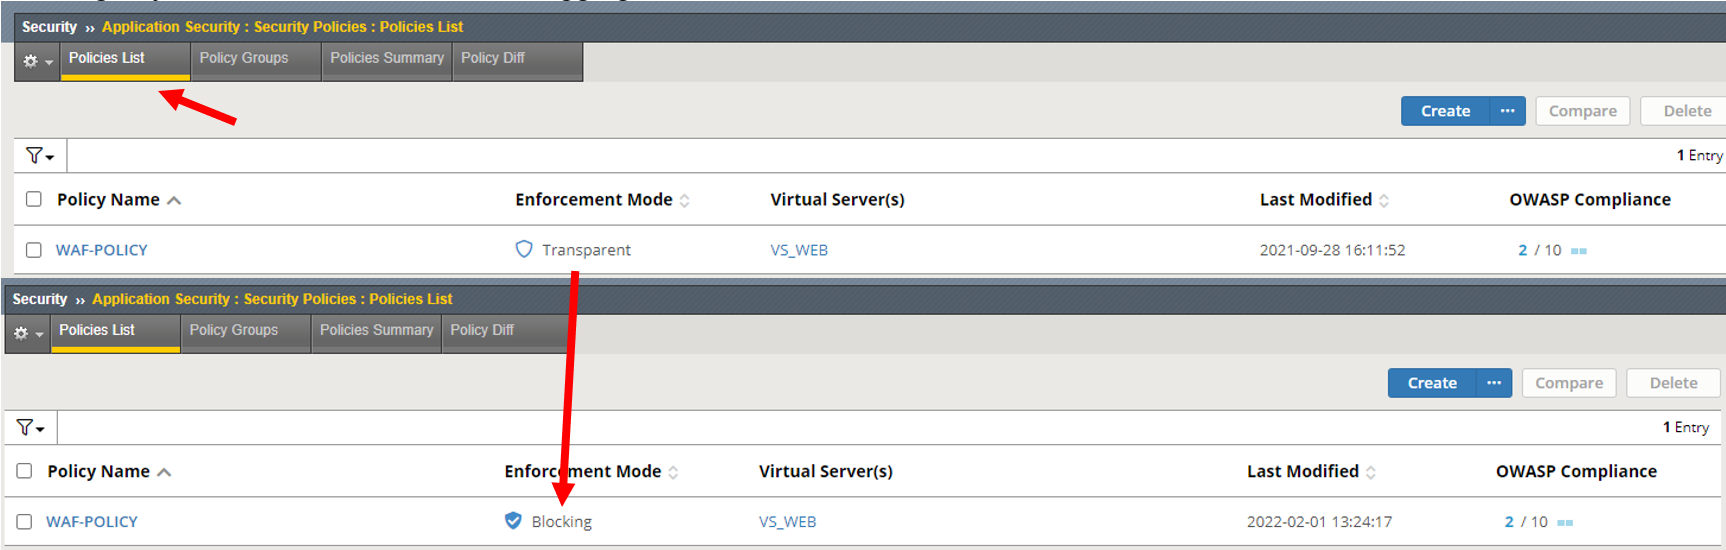 Security ›› Application Security : Security Policies : Policies List
Policies List Policy Groups Policies Summary Policy Diff
Create ··· Compare Delete
1 Entry
Policy Name Enforcement Mode Virtual Server(s) Last Modified OWASP Compliance
WAF-POLICY Transparent VS_WEB 2021-09-28 16:11:52 2 / 10
Security ›› Application Security : Security Policies : Policies List
Policies List Policy Groups Policies Summary Policy Diff
Create ··· Compare Delete
1 Entry
Policy Name Enforcement Mode Virtual Server(s) Last Modified OWASP Compliance
WAF-POLICY Blocking VS_WEB 2022-02-01 13:24:17 2 / 10